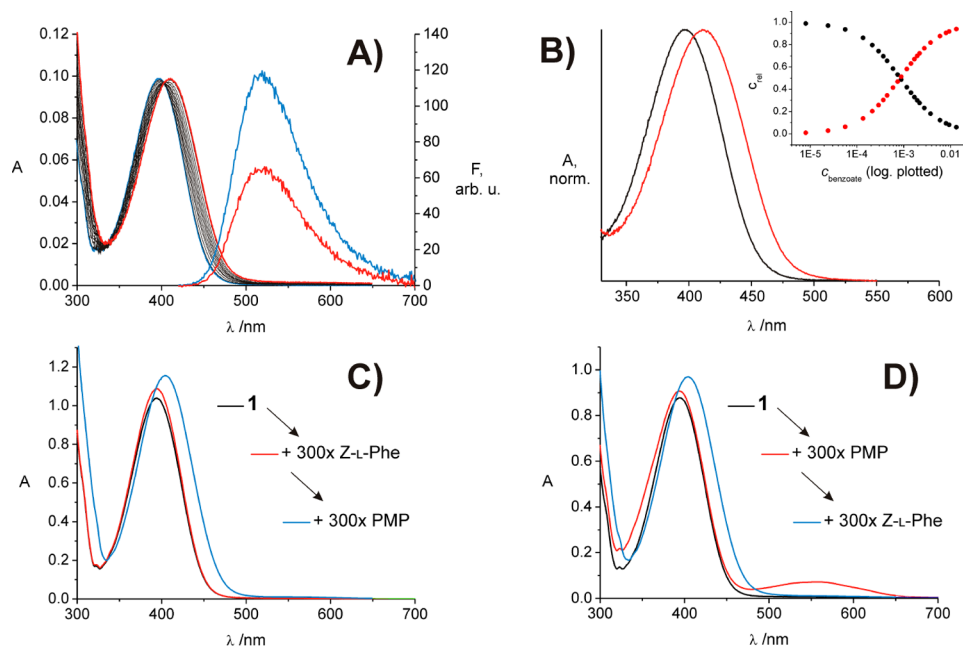 A)
0.10
0.08
0.06
0.04
0.02
0.00
A
140
120
100
80
60
40
20
0
F,
arb. u.
300 400 500 600 700
λ /nm
B)
A,
norm.
350 400 450 500 550 600
λ /nm
1.0
0.8
0.6
0.4
0.2
0.0
c rel
1E-5 1E-4 1E-3 0.01
c benzoate (log. plotted)
C)
1.2
1.0
0.8
0.6
0.4
0.2
0.0
A
1
+ 300x Z-L-Phe
+ 300x PMP
300 400 500 600 700
λ /nm
D)
1.0
0.8
0.6
0.4
0.2
0.0
A
1
+ 300x PMP
+ 300x Z-L-Phe
300 400 500 600 700
λ /nm